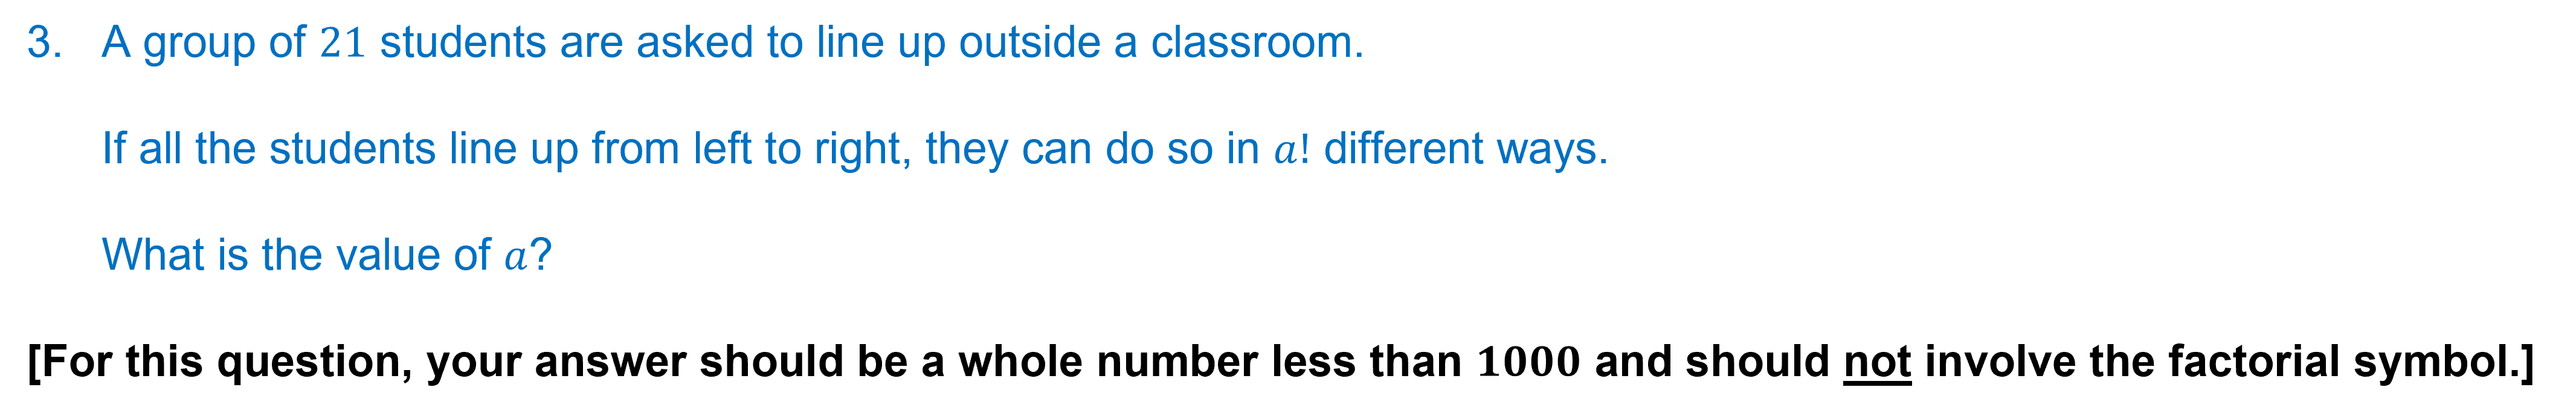 3. A group of 21 students are asked to line up outside a classroom.
If all the students line up from left to right, they can do so in a! different ways.
What is the value of a?
[For this question, your answer should be a whole number less than 1000 and should not involve the factorial symbol.]